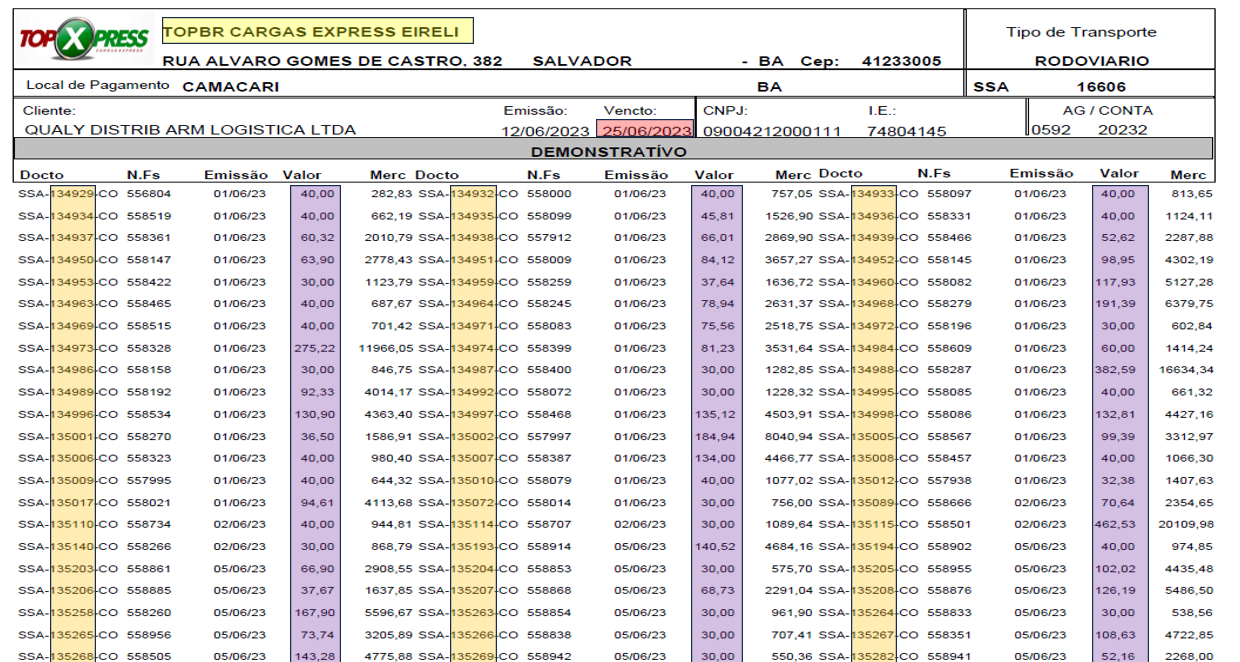 TOPXPRESS
CARGAS EXPRESS
TOPBR CARGAS EXPRESS EIRELI
Tipo de Transporte
RUA ALVARO GOMES DE CASTRO. 382 SALVADOR - BA Cep: 41233005 RODOVIARIO
Local de Pagamento CAMACARI BA SSA 16606
Cliente: Emissão: Vencto: CNPJ: I.E.: AG / CONTA
QUALY DISTRIB ARM LOGISTICA LTDA 12/06/2023 25/06/2023 09004212000111 74804145 0592 20232
DEMONSTRATÍVO
Docto N.Fs Emissão Valor Merc Docto N.Fs Emissão Valor Merc Docto N.Fs Emissão Valor Merc
SSA-134929-CO 556804 01/06/23 40,00 282,83 SSA-134932-CO 558000 01/06/23 40,00 757,05 SSA-134933-CO 558097 01/06/23 40,00 813,65
SSA-134934-CO 558519 01/06/23 40,00 662,19 SSA-134935-CO 558099 01/06/23 45,81 1526,90 SSA-134936-CO 558331 01/06/23 40,00 1124,11
SSA-134937-CO 558361 01/06/23 60,32 2010,79 SSA-134938-CO 557912 01/06/23 66,01 2869,90 SSA-134939-CO 558466 01/06/23 52,62 2287,88
SSA-134950-CO 558147 01/06/23 63,90 2778,43 SSA-134951-CO 558009 01/06/23 84,12 3657,27 SSA-134952-CO 558145 01/06/23 98,95 4302,19
SSA-134953-CO 558422 01/06/23 30,00 1123,79 SSA-134959-CO 558259 01/06/23 37,64 1636,72 SSA-134960-CO 558082 01/06/23 117,93 5127,28
SSA-134963-CO 558465 01/06/23 40,00 687,67 SSA-134964-CO 558245 01/06/23 78,94 2631,37 SSA-134968-CO 558279 01/06/23 191,39 6379,75
SSA-134969-CO 558515 01/06/23 40,00 701,42 SSA-134971-CO 558083 01/06/23 75,56 2518,75 SSA-134972-CO 558196 01/06/23 30,00 602,84
SSA-134973-CO 558328 01/06/23 275,22 11966,05 SSA-134974-CO 558399 01/06/23 81,23 3531,64 SSA-134984-CO 558609 01/06/23 60,00 1414,24
SSA-134986-CO 558158 01/06/23 30,00 846,75 SSA-134987-CO 558400 01/06/23 30,00 1282,85 SSA-134988-CO 558287 01/06/23 382,59 16634,34
SSA-134989-CO 558192 01/06/23 92,33 4014,17 SSA-134992-CO 558072 01/06/23 30,00 1228,32 SSA-134995-CO 558085 01/06/23 40,00 661,32
SSA-134996-CO 558534 01/06/23 130,90 4363,40 SSA-134997-CO 558468 01/06/23 135,12 4503,91 SSA-134998-CO 558086 01/06/23 132,81 4427,16
SSA-135001-CO 558270 01/06/23 36,50 1586,91 SSA-135002-CO 557997 01/06/23 184,94 8040,94 SSA-135005-CO 558567 01/06/23 99,39 3312,97
SSA-135006-CO 558323 01/06/23 40,00 980,40 SSA-135007-CO 558387 01/06/23 134,00 4466,77 SSA-135008-CO 558457 01/06/23 40,00 1066,30
SSA-135009-CO 557995 01/06/23 40,00 644,32 SSA-135010-CO 558079 01/06/23 40,00 1077,02 SSA-135012-CO 557938 01/06/23 32,38 1407,63
SSA-135017-CO 558021 01/06/23 94,61 4113,68 SSA-135072-CO 558014 01/06/23 30,00 756,00 SSA-135089-CO 558666 02/06/23 70,64 2354,65
SSA-135110-CO 558734 02/06/23 40,00 944,81 SSA-135114-CO 558707 02/06/23 30,00 1089,64 SSA-135115-CO 558501 02/06/23 462,53 20109,98
SSA-135140-CO 558266 02/06/23 30,00 868,79 SSA-135193-CO 558914 05/06/23 140,52 4684,16 SSA-135194-CO 558902 05/06/23 40,00 974,85
SSA-135203-CO 558861 05/06/23 66,90 2908,55 SSA-135204-CO 558853 05/06/23 30,00 575,70 SSA-135205-CO 558955 05/06/23 102,02 4435,48
SSA-135206-CO 558885 05/06/23 37,67 1637,85 SSA-135207-CO 558868 05/06/23 68,73 2291,04 SSA-135208-CO 558876 05/06/23 126,19 5486,50
SSA-135258-CO 558260 05/06/23 167,90 5596,67 SSA-135263-CO 558854 05/06/23 30,00 961,90 SSA-135264-CO 558833 05/06/23 30,00 538,56
SSA-135265-CO 558956 05/06/23 73,74 3205,89 SSA-135266-CO 558838 05/06/23 30,00 707,41 SSA-135267-CO 558351 05/06/23 108,63 4722,85
SSA-135268-CO 558505 05/06/23 143,28 4775,88 SSA-135269-CO 558942 05/06/23 30,00 550,36 SSA-135282-CO 558941 05/06/23 52,16 2268,00